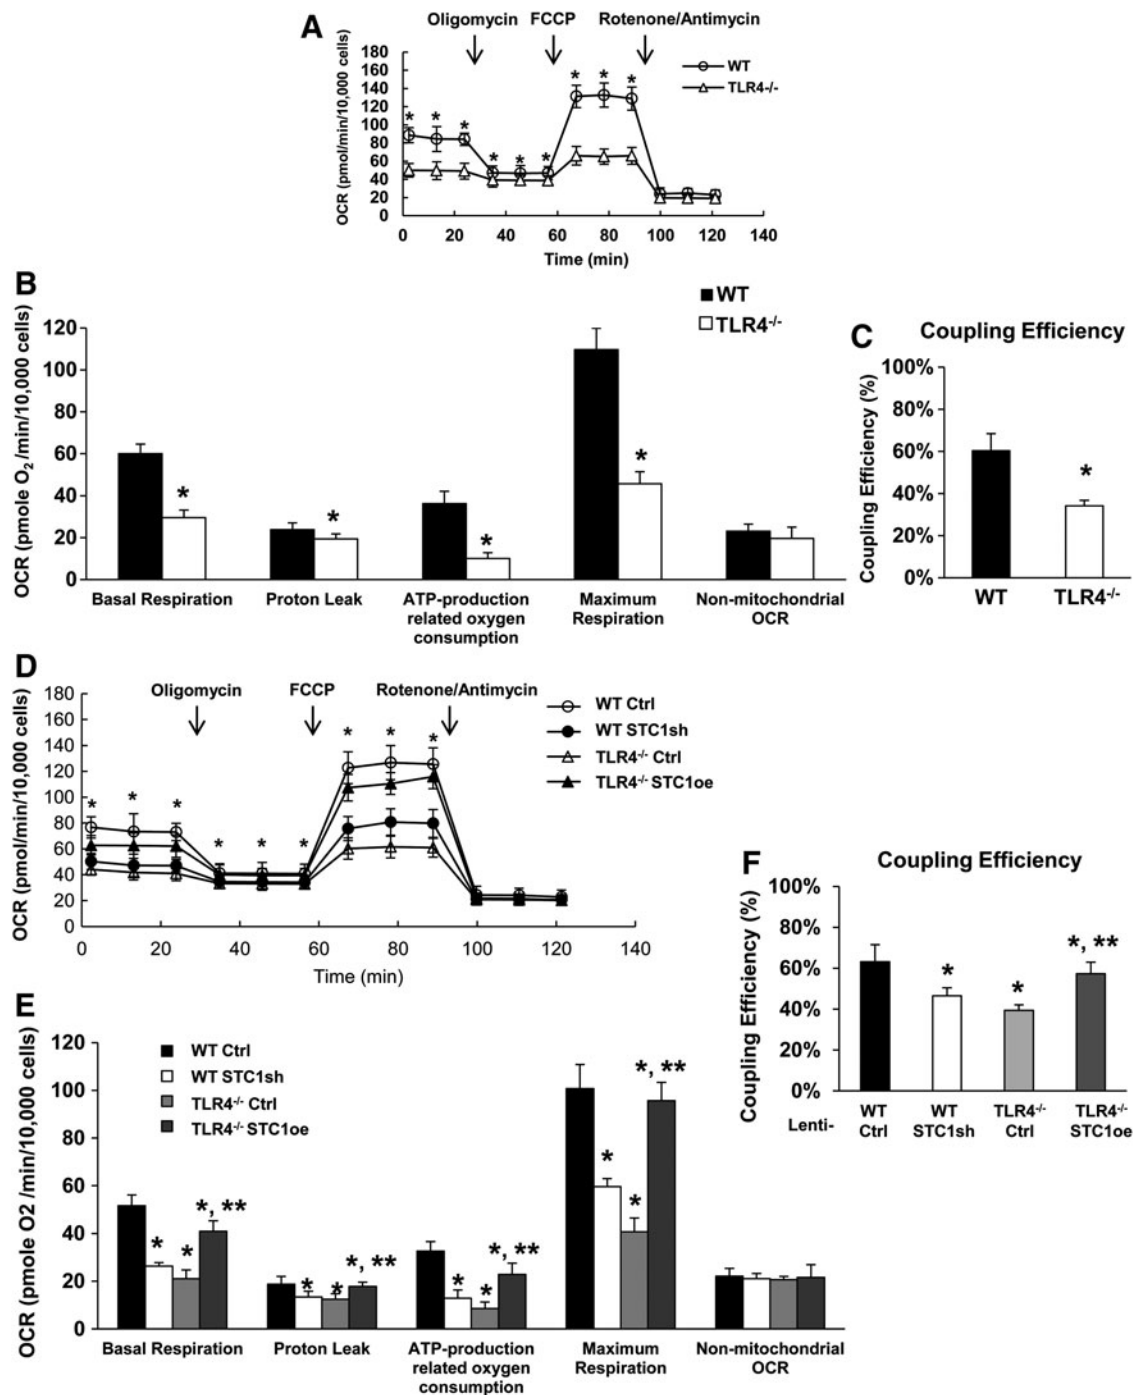 A
Oligomycin FCCP Rotenone/Antimycin
OCR (pmol/min/10,000 cells)
180
160
140
120
100
80
60
40
20
0
* * * * * * * * *
WT
TLR4-/-
0 20 40 60 80 100 120 140
Time (min)
B
OCR (pmole O2 /min/10,000 cells)
120
100
80
60
40
20
0
WT
TLR4-/-
* * * *
Basal Respiration Proton Leak ATP-production Maximum Non-mitochondrial
related oxygen Respiration OCR
consumption
C
Coupling Efficiency
Coupling Efficiency (%)
100%
80%
60%
40%
20%
0%
*
WT TLR4-/-
D
Oligomycin FCCP Rotenone/Antimycin
OCR (pmol/min/10,000 cells)
180
160
140
120
100
80
60
40
20
0
* * * * * * * * *
WT Ctrl
WT STC1sh
TLR4-/- Ctrl
TLR4-/- STC1oe
0 20 40 60 80 100 120 140
Time (min)
E
OCR (pmole O2 /min/10,000 cells)
120
100
80
60
40
20
0
WT Ctrl
WT STC1sh
TLR4-/- Ctrl
TLR4-/- STC1oe
* * *, ** * * *, ** * * *, ** * * *, **
Basal Respiration Proton Leak ATP-production Maximum Non-mitochondrial
related oxygen Respiration OCR
consumption
F
Coupling Efficiency
Coupling Efficiency (%)
100%
80%
60%
40%
20%
0%
* * *, **
WT WT TLR4-/- TLR4-/-
Lenti- Ctrl STC1sh Ctrl STC1oe